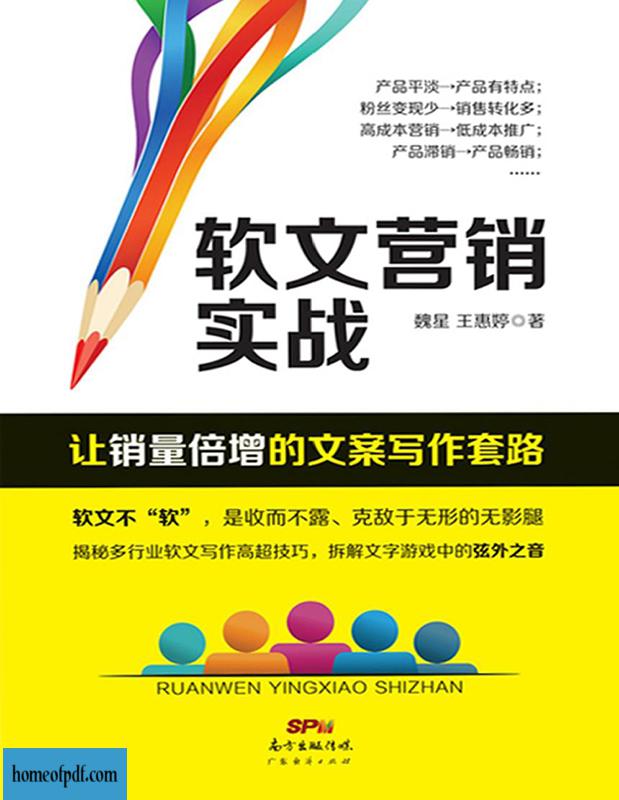 产品平淡→产品有特点；
粉丝变现少→销售转化多；
高成本营销→低成本推广；
产品滞销→产品畅销；
……
软文营销
实战
魏星 王惠婷◎著
让销量倍增的文案写作套路
软文不“软”，是收而不露、克敌于无形的无影腿
揭秘多行业软文写作高超技巧，拆解文字游戏中的弦外之音
RUANWEN YINGXIAO SHIZHAN
SPM
南方出版传媒
广东经济出版社
homeofpdf.com